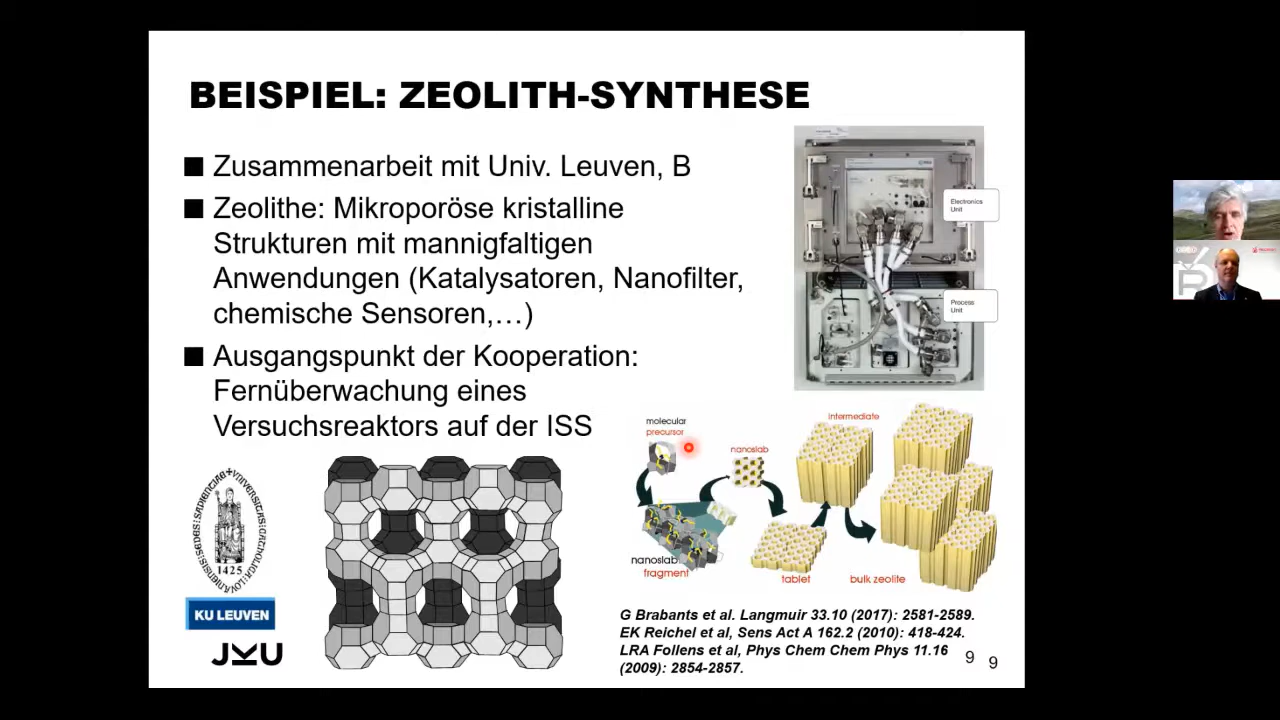 BEISPIEL: ZEOLITH-SYNTHESE
Zusammenarbeit mit Univ. Leuven, B
Zeolithe: Mikroporöse kristalline
Strukturen mit mannigfaltigen
Anwendungen (Katalysatoren, Nanofilter,
chemische Sensoren,…)
Ausgangspunkt der Kooperation:
Fernüberwachung eines
Versuchsreaktors auf der ISS
Electronics
Unit
Process
Unit
molecular
precursor
nanoslab
intermediate
nanoslab
fragment
tablet
bulk zeolite
1425
KU LEUVEN
JKU
G Brabants et al. Langmuir 33.10 (2017): 2581-2589.
EK Reichel et al, Sens Act A 162.2 (2010): 418-424.
LRA Follens et al, Phys Chem Chem Phys 11.16
(2009): 2854-2857.
9
9